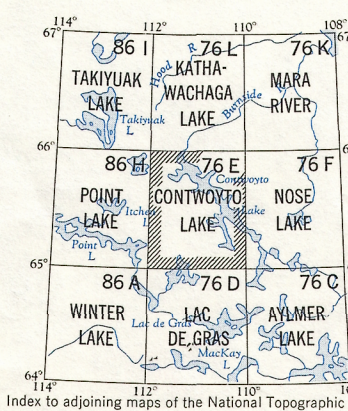 114° 112° 110° 108°
67° 67°
86 I 76 L 76 K
Hood R
TAKIYUAK LAKE
KATHA-
WACHAGA
LAKE
MARA
RIVER
Takiyuak
L
Burnside
66° 66°
86 H 76 E 76 F
Contwoyto
Lake
POINT
LAKE
CONTWOYTO
LAKE
NOSE
LAKE
Itchen
L
Point
L
65° 65°
86 A 76 D 76 C
WINTER
LAKE
LAC
DE GRAS
AYLMER
LAKE
Lac de Gras
MacKay
L
64° 64°
114° 112° 110°
Index to adjoining maps of the National Topographic